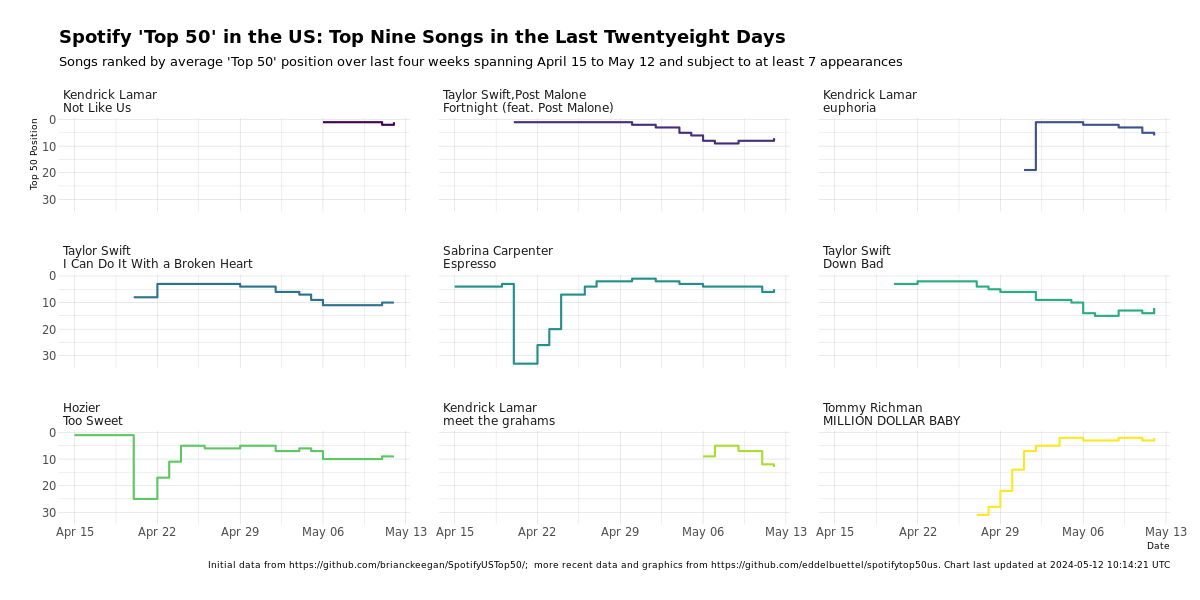 Spotify 'Top 50' in the US: Top Nine Songs in the Last Twentyeight Days
Songs ranked by average 'Top 50' position over last four weeks spanning April 15 to May 12 and subject to at least 7 appearances
Kendrick Lamar
Not Like Us
Taylor Swift,Post Malone
Fortnight (feat. Post Malone)
Kendrick Lamar
euphoria
Top 50 Position
0
10
20
30
Taylor Swift
I Can Do It With a Broken Heart
Sabrina Carpenter
Espresso
Taylor Swift
Down Bad
0
10
20
30
Hozier
Too Sweet
Kendrick Lamar
meet the grahams
Tommy Richman
MILLION DOLLAR BABY
0
10
20
30
Apr 15 Apr 22 Apr 29 May 06 May 13 Apr 15 Apr 22 Apr 29 May 06 May 13 Apr 15 Apr 22 Apr 29 May 06 May 13
Date
Initial data from https://github.com/brianckeegan/SpotifyUSTop50/;  more recent data and graphics from https://github.com/eddelbuettel/spotifytop50us. Chart last updated at 2024-05-12 10:14:21 UTC